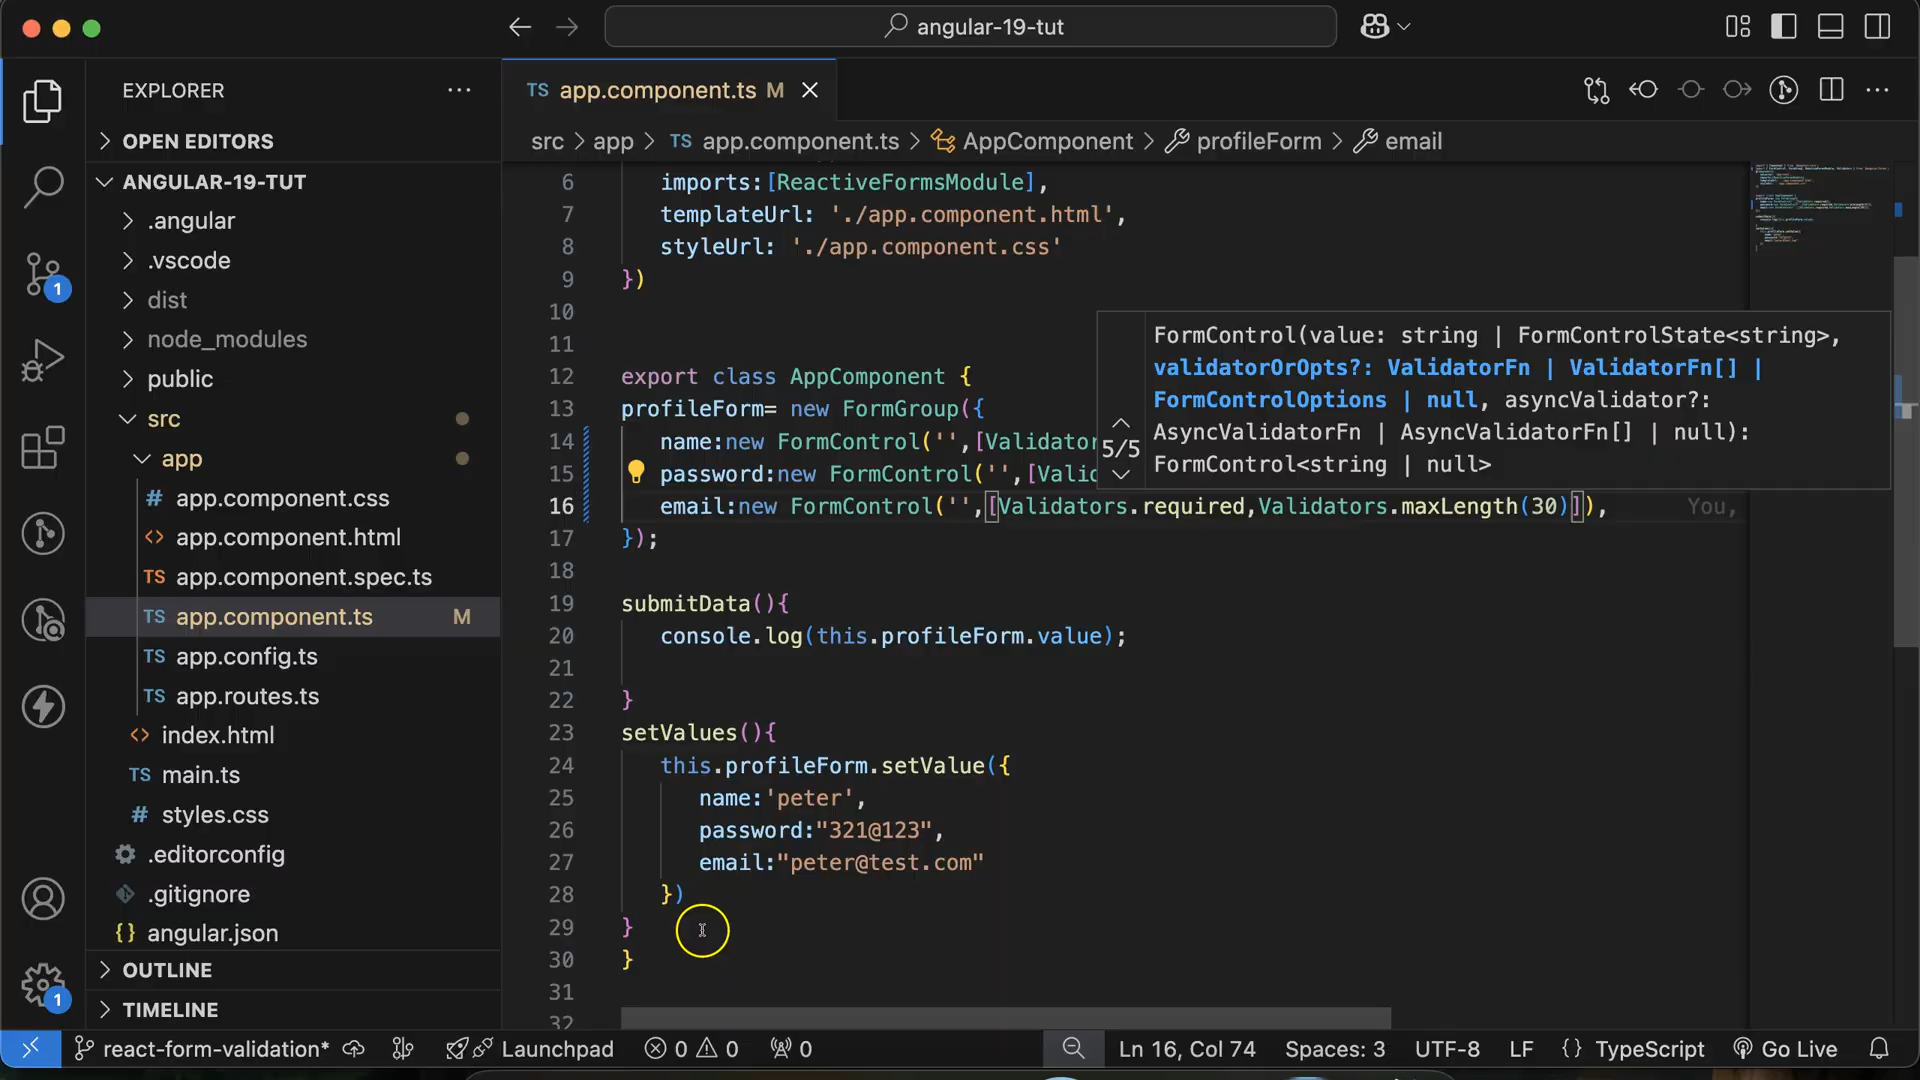 angular-19-tut
EXPLORER
TS app.component.ts M
OPEN EDITORS
src > app > TS app.component.ts > AppComponent > profileForm > email
ANGULAR-19-TUT
.angular
.vscode
dist
node_modules
public
src
app
# app.component.css
<> app.component.html
TS app.component.spec.ts
TS app.component.ts M
TS app.config.ts
TS app.routes.ts
<> index.html
TS main.ts
# styles.css
.editorconfig
.gitignore
{} angular.json
OUTLINE
TIMELINE
1
1
6 imports:[ReactiveFormsModule],
7 templateUrl: './app.component.html',
8 styleUrl: './app.component.css'
9 })
10
11
12 export class AppComponent {
13 profileForm= new FormGroup({
14 name:new FormControl('',[Validator
15 password:new FormControl('',[Valid
16 email:new FormControl('',[Validators.required,Validators.maxLength(30)]), You,
17 });
18
19 submitData(){
20 console.log(this.profileForm.value);
21
22 }
23 setValues(){
24 this.profileForm.setValue({
25 name:'peter',
26 password:"321@123",
27 email:"peter@test.com"
28 })
29 }
30 }
31
32
5/5
FormControl(value: string | FormControlState<string>,
validatorOrOpts?: ValidatorFn | ValidatorFn[] |
FormControlOptions | null, asyncValidator?:
AsyncValidatorFn | AsyncValidatorFn[] | null):
FormControl<string | null>
react-form-validation* Launchpad 0 0 0 Ln 16, Col 74 Spaces: 3 UTF-8 LF {} TypeScript Go Live